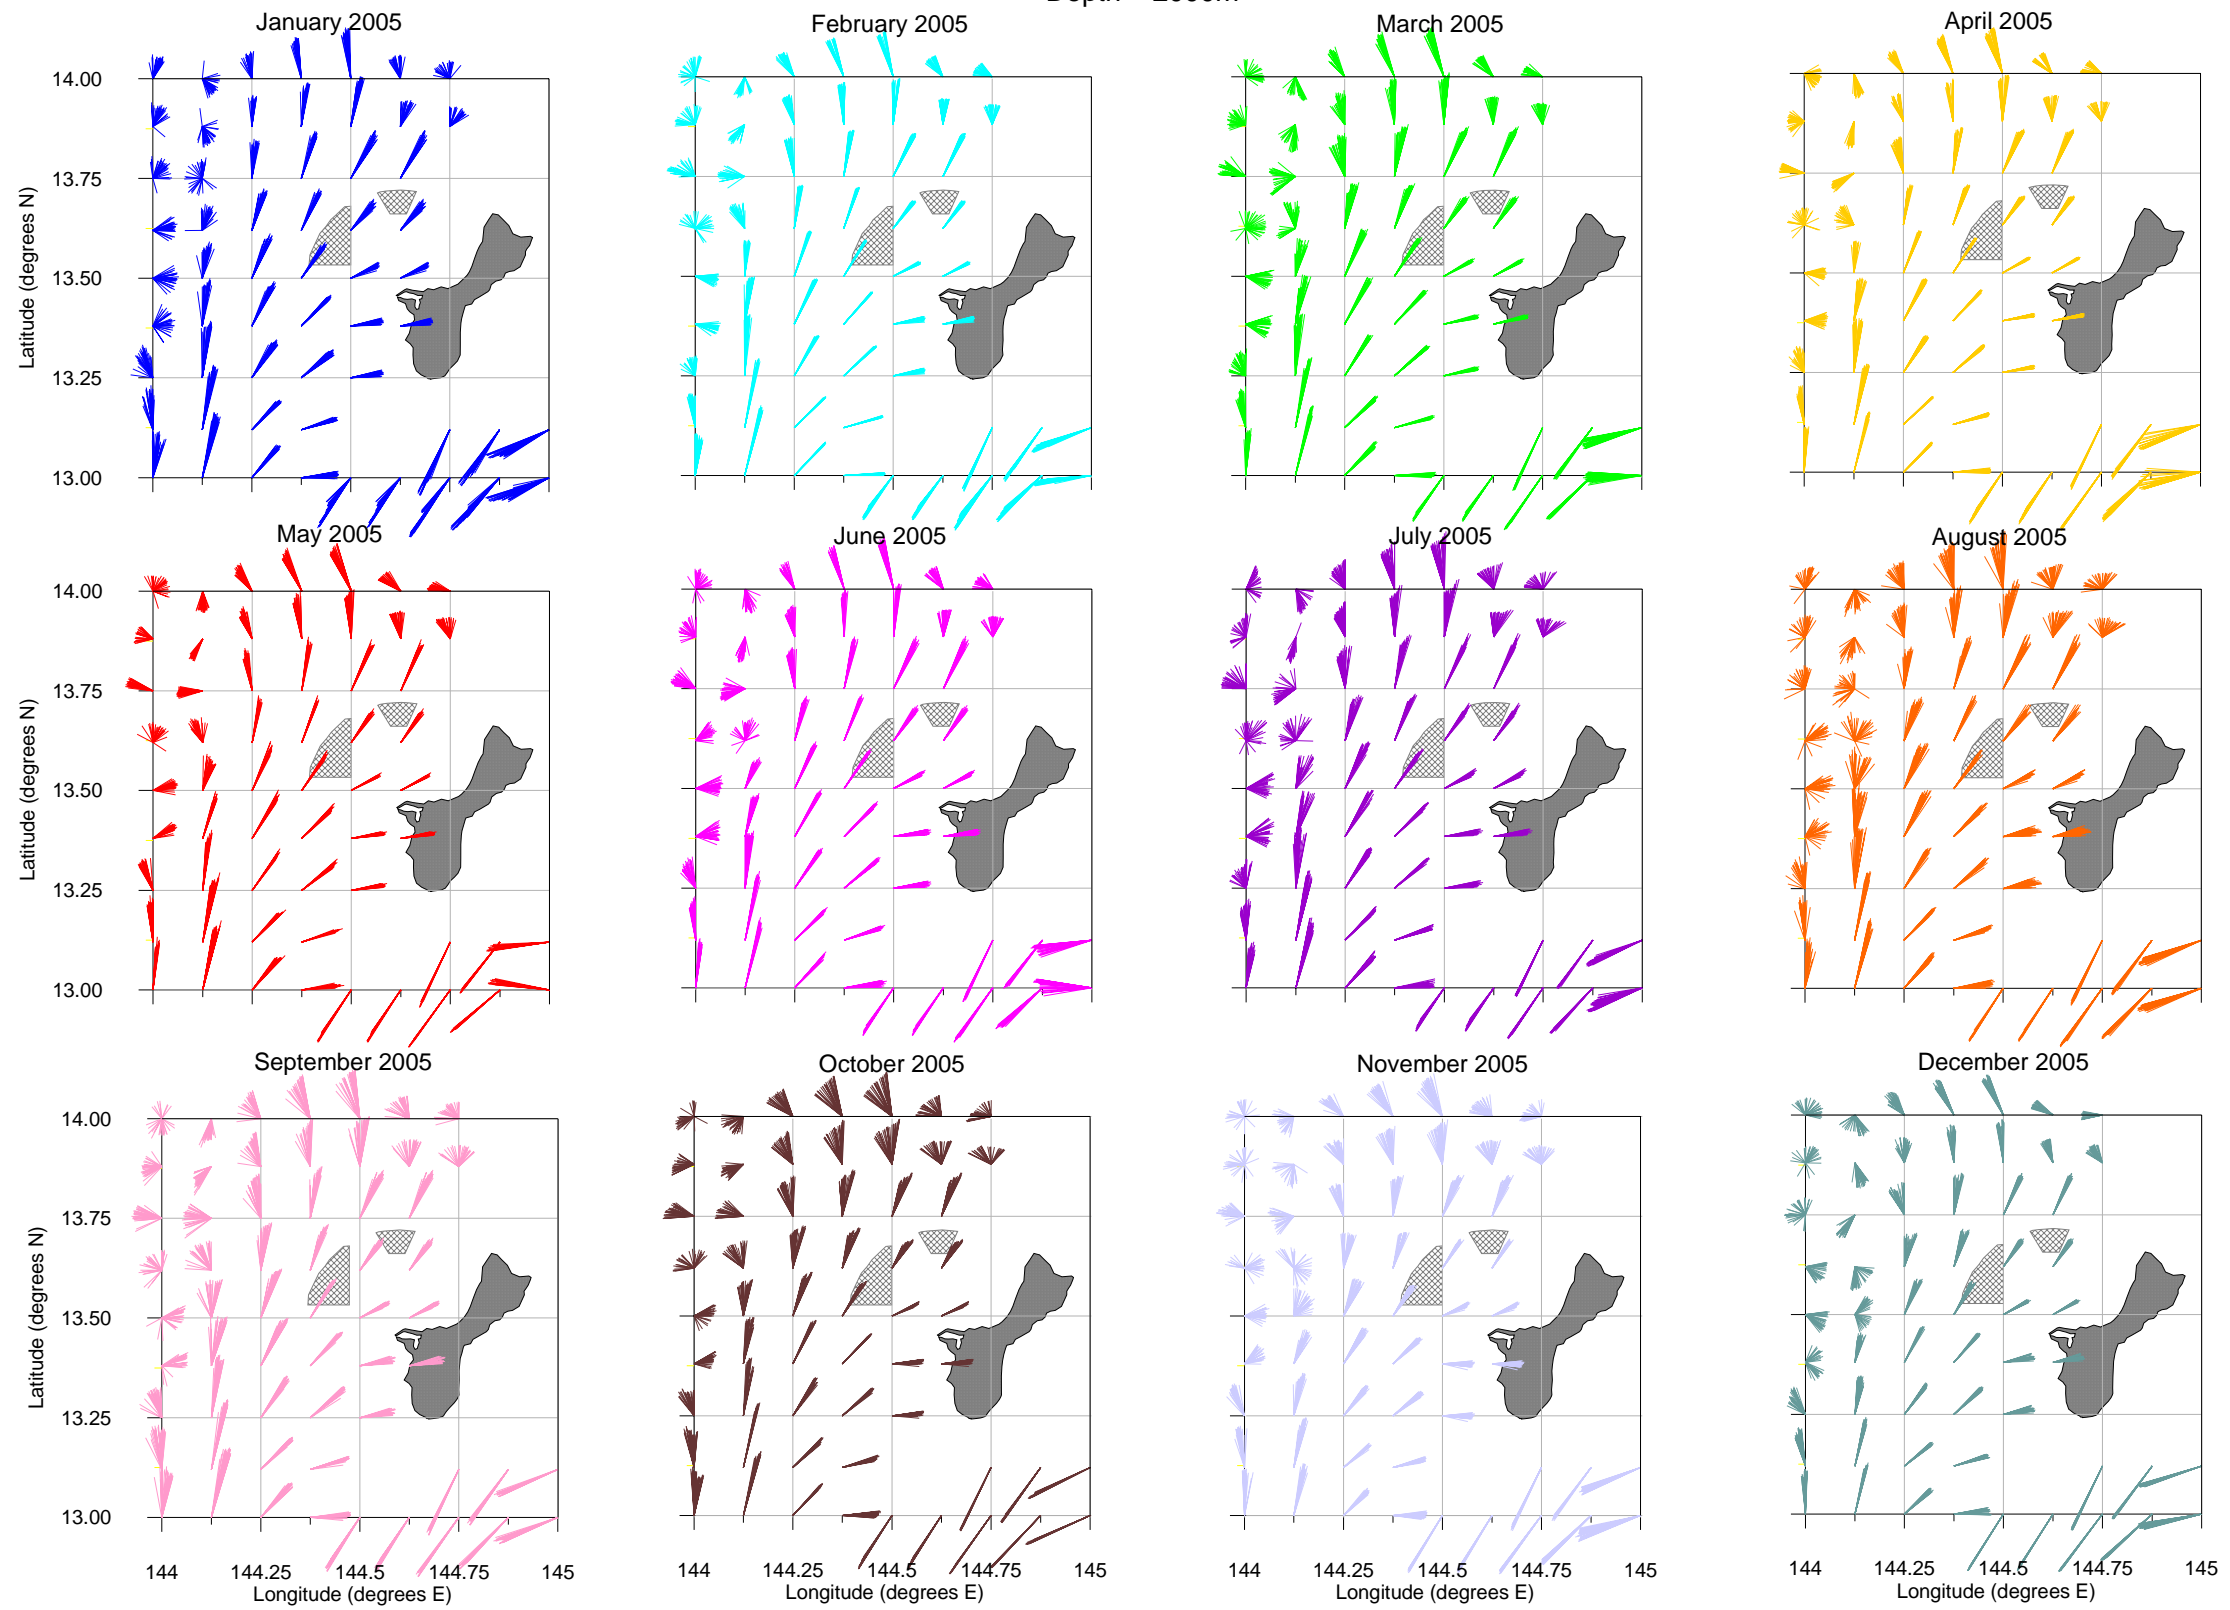 January 2005
February 2005
March 2005
April 2005
14.00
13.75
13.50
13.25
13.00
Latitude (degrees N)
May 2005
June 2005
July 2005
August 2005
14.00
13.75
13.50
13.25
13.00
Latitude (degrees N)
September 2005
October 2005
November 2005
December 2005
14.00
13.75
13.50
13.25
13.00
Latitude (degrees N)
144 144.25 144.5 144.75 145
Longitude (degrees E)
144 144.25 144.5 144.75 145
Longitude (degrees E)
144 144.25 144.5 144.75 145
Longitude (degrees E)
144 144.25 144.5 144.75 145
Longitude (degrees E)